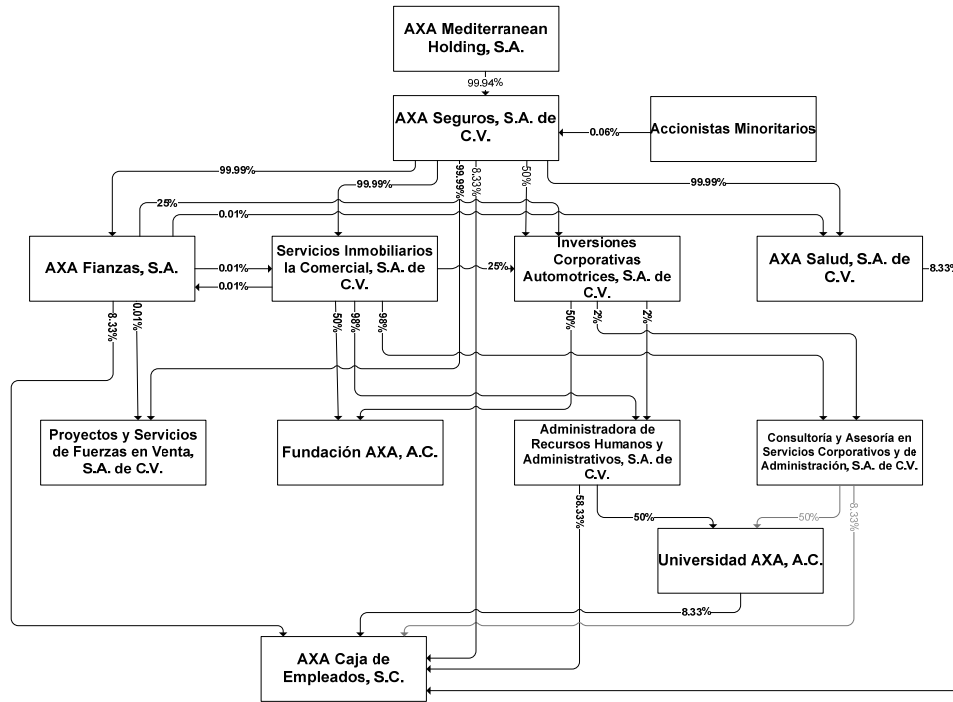 AXA Mediterranean
Holding, S.A.
99.94%
AXA Seguros, S.A. de
C.V.
0.06%
Accionistas Minoritarios
99.99%
99.99%
99.99%
8.33%
50%
99.99%
25%
0.01%
AXA Fianzas, S.A.
0.01%
0.01%
Servicios Inmobiliarios
la Comercial, S.A. de
C.V.
25%
Inversiones
Corporativas
Automotrices, S.A. de
C.V.
AXA Salud, S.A. de
C.V.
8.33%
8.33%
0.01%
50%
98%
98%
50%
2%
2%
Proyectos y Servicios
de Fuerzas en Venta,
S.A. de C.V.
Fundación AXA, A.C.
Administradora de
Recursos Humanos y
Administrativos, S.A. de
C.V.
Consultoría y Asesoría en
Servicios Corporativos y de
Administración, S.A. de C.V.
58.33%
50%
50%
8.33%
Universidad AXA, A.C.
8.33%
AXA Caja de
Empleados, S.C.